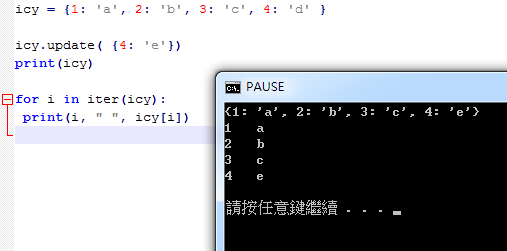 icy = {1: 'a', 2: 'b', 3: 'c', 4: 'd' }
icy.update( {4: 'e'})
print(icy)
for i in iter(icy):
print(i, " ", icy[i])
PAUSE
{1: 'a', 2: 'b', 3: 'c', 4: 'e'}
1 a
2 b
3 c
4 e
請按任意鍵繼續 . . .